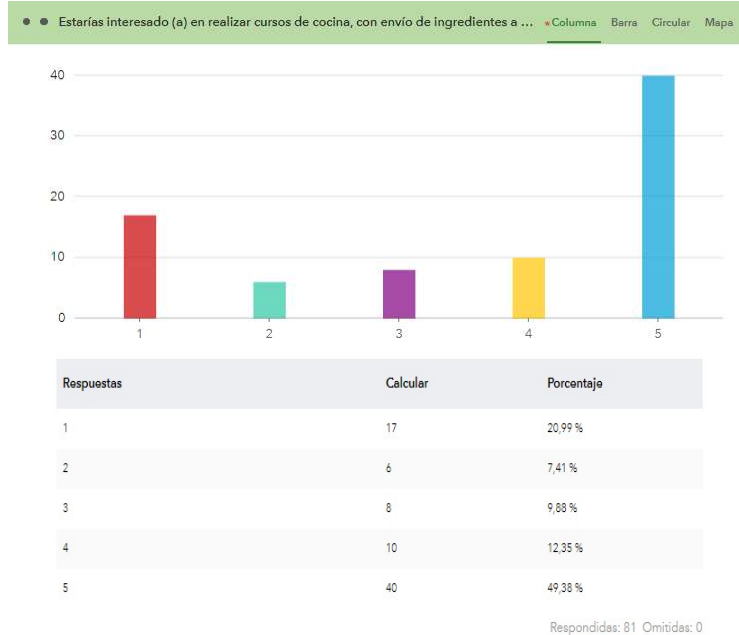 Estarías interesado (a) en realizar cursos de cocina, con envío de ingredientes a ... *Columna Barra Circular Mapa
40
30
20
10
0
1 2 3 4 5
Respuestas Calcular Porcentaje
1 17 20,99 %
2 6 7,41 %
3 8 9,88 %
4 10 12,35 %
5 40 49,38 %
Respondidas: 81 Omitidas: 0